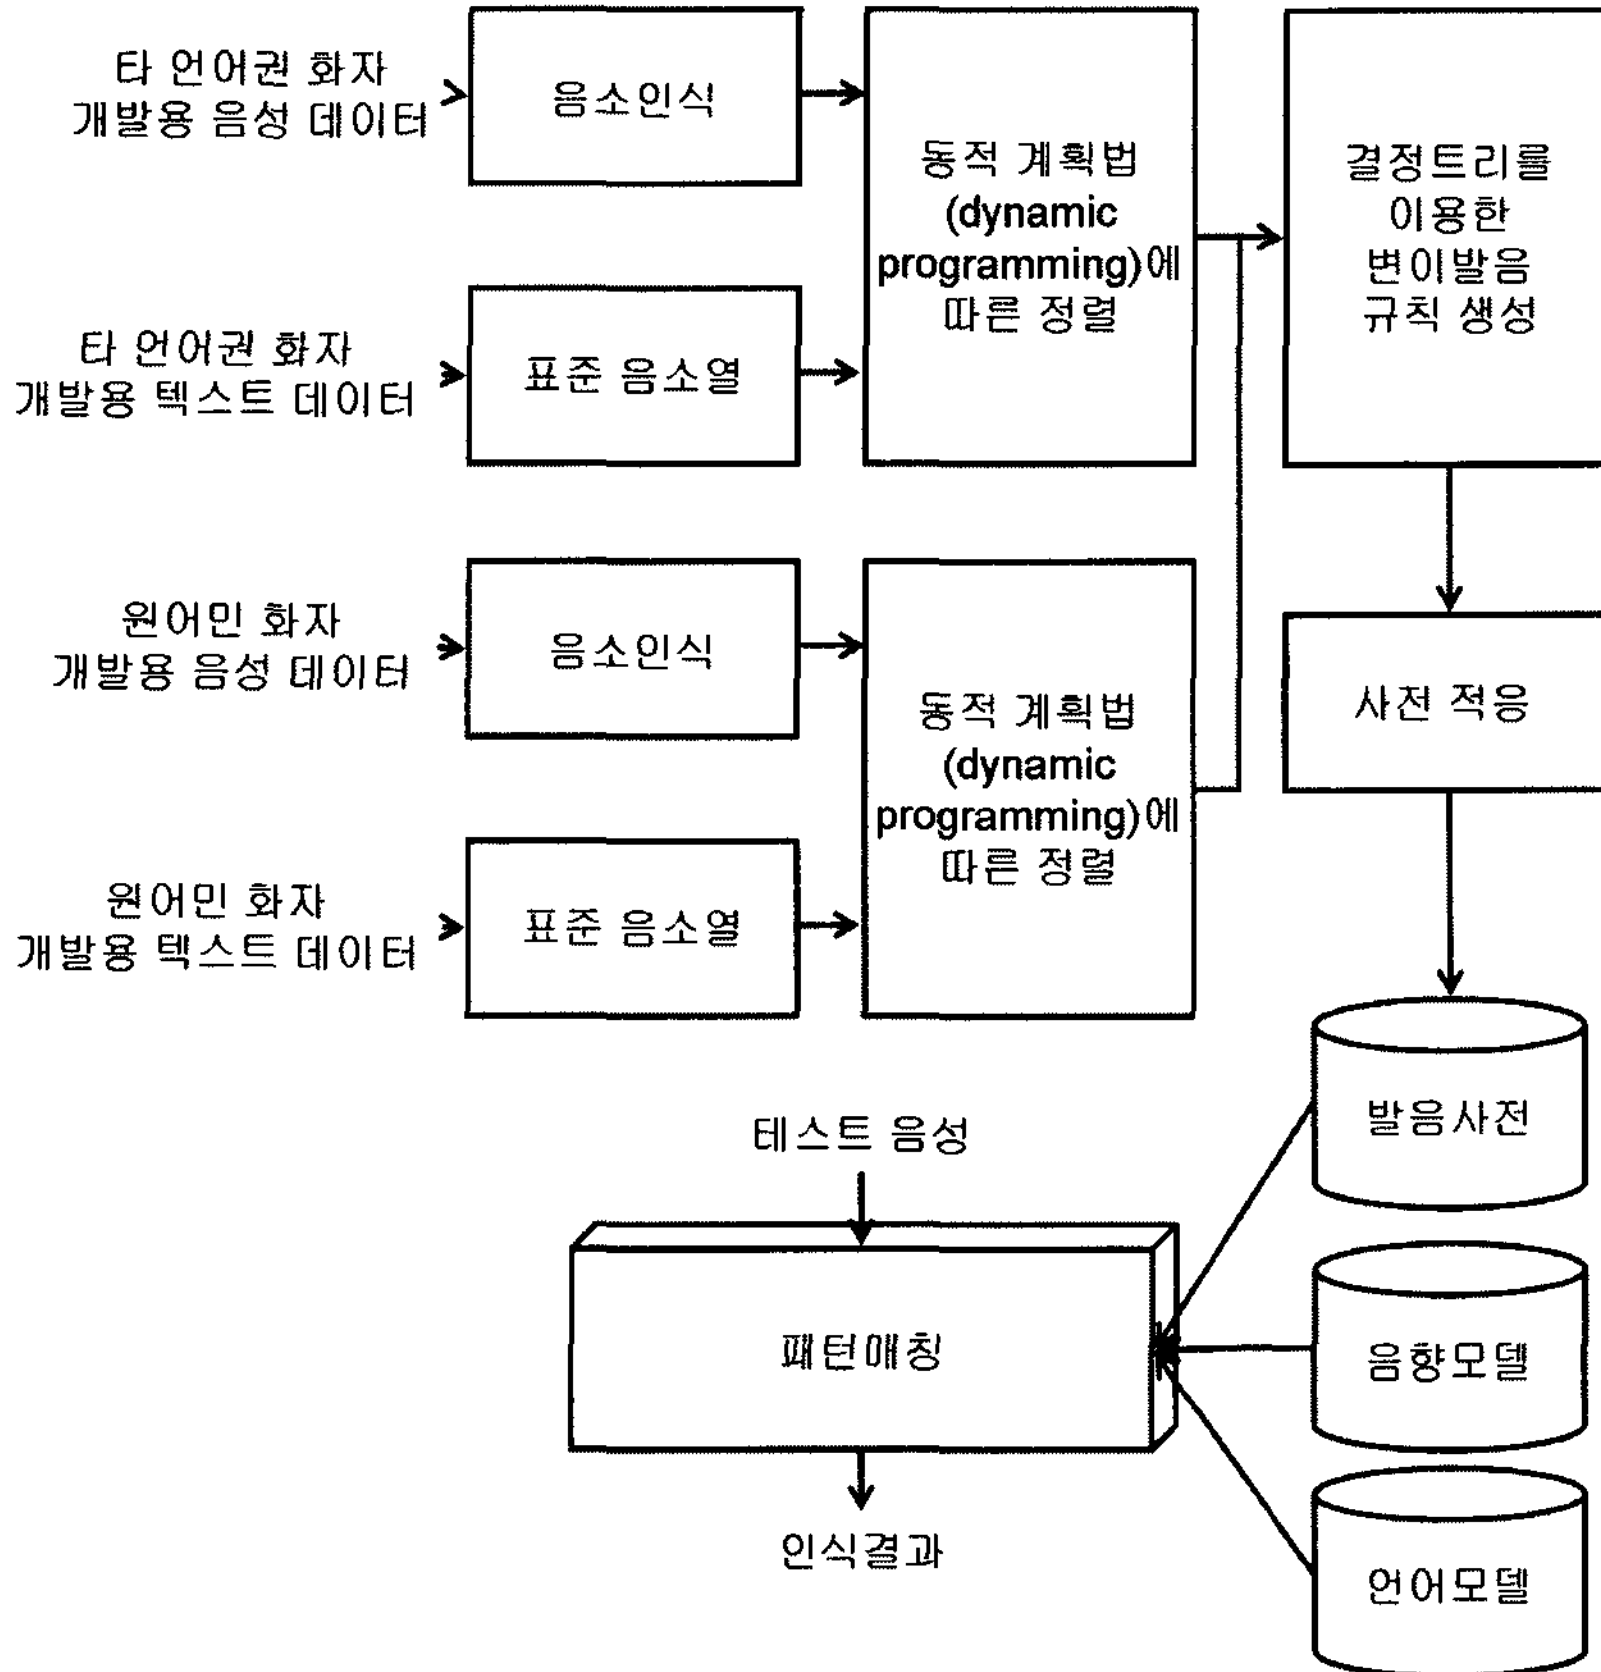 타 언어권 화자
개발용 음성 데이터
음소인식
동적 계획법
(dynamic
programming)에
따른 정렬
결정트리를
이용한
변이발음
규칙 생성
타 언어권 화자
개발용 텍스트 데이터
표준 음소열
원어민 화자
개발용 음성 데이터
음소인식
동적 계획법
(dynamic
programming)에
따른 정렬
사전 적응
원어민 화자
개발용 텍스트 데이터
표준 음소열
발음사전
테스트 음성
패턴매칭
음향모델
인식결과
언어모델